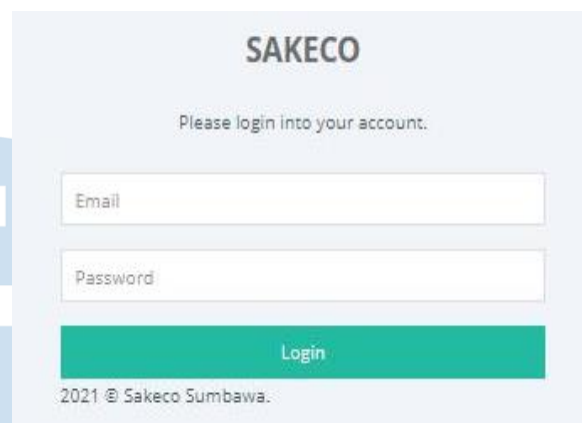 SAKECO
Please login into your account.
Email
Password
Login
2021 © Sakeco Sumbawa.